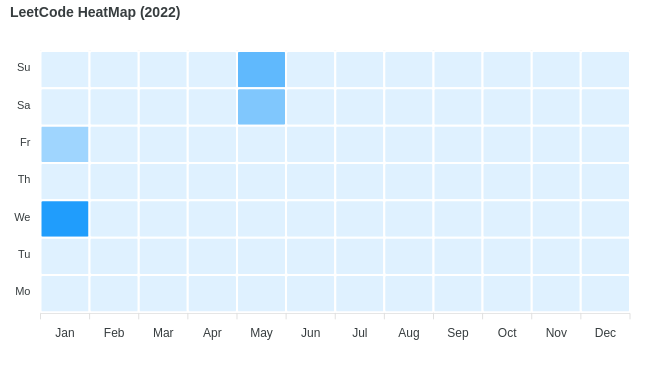 LeetCode HeatMap (2022)
Su
Sa
Fr
Th
We
Tu
Mo
Jan Feb Mar Apr May Jun Jul Aug Sep Oct Nov Dec